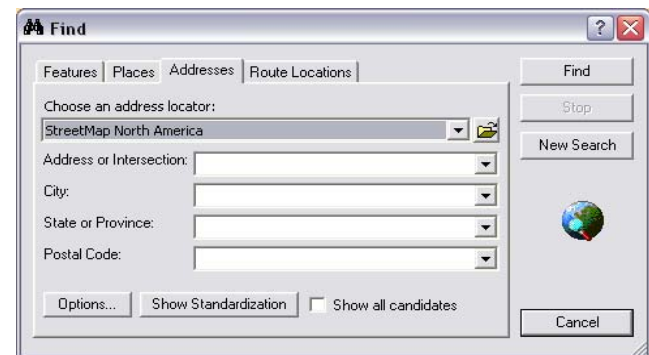 Find
Features Places Addresses Route Locations
Find
Choose an address locator:
Stop
StreetMap North America
New Search
Address or Intersection:
City:
State or Province:
Postal Code:
Options... Show Standardization Show all candidates
Cancel